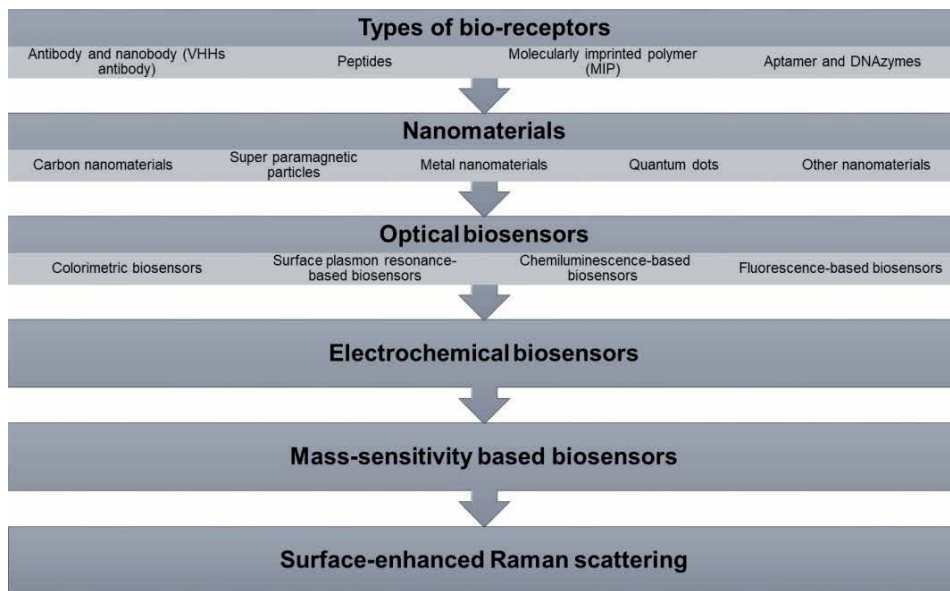 Types of bio-receptors
Antibody and nanobody (VHHs
antibody)
Peptides
Molecularly imprinted polymer
(MIP)
Aptamer and DNAzymes
Nanomaterials
Carbon nanomaterials
Super paramagnetic
particles
Metal nanomaterials
Quantum dots
Other nanomaterials
Optical biosensors
Colorimetric biosensors
Surface plasmon resonance-
based biosensors
Chemiluminescence-based
biosensors
Fluorescence-based biosensors
Electrochemical biosensors
Mass-sensitivity based biosensors
Surface-enhanced Raman scattering